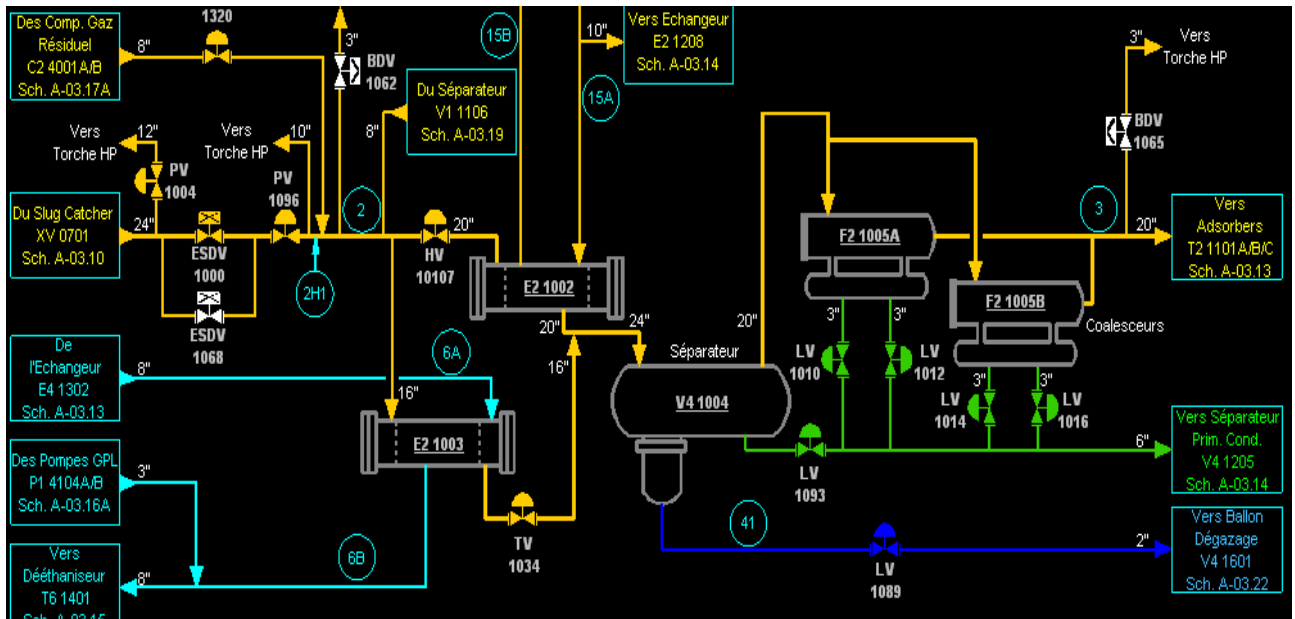 Des Comp. Gaz
Résiduel
C2 4001A/B
Sch. A-03.17A
8"
1320
3"
BDV
1062
15B
10"
15A
Vers Echangeur
E2 1208
Sch. A-03.14
Du Séparateur
V1 1106
Sch. A-03.19
8"
3"
Vers
Torche HP
BDV
1065
Vers
Torche HP
12"
PV
1004
Vers
Torche HP
10"
PV
1096
2
Du Slug Catcher
XV 0701
Sch. A-03.10
24"
ESDV
1000
ESDV
1068
2H1
HV
10107
20"
E2 1002
20"
24"
16"
20"
F2 1005A
F2 1005B
Coalesceurs
3
20"
Vers
Adsorbers
T2 1101A/B/C
Sch. A-03.13
De
l'Echangeur
E4 1302
Sch. A-03.13
8"
6A
16"
E2 1003
Séparateur
V4 1004
3"
3"
LV
1010
LV
1012
3"
3"
LV
1014
LV
1016
LV
1093
6"
Vers Séparateur
Prim. Cond.
V4 1205
Sch. A-03.14
Des Pompes GPL
P1 4104A/B
Sch. A-03.16A
3"
TV
1034
41
LV
1089
2"
Vers Ballon
Dégazage
V4 1601
Sch. A-03.22
Vers
Dééthaniseur
T6 1401
Sch. A-03.15
8"
6B